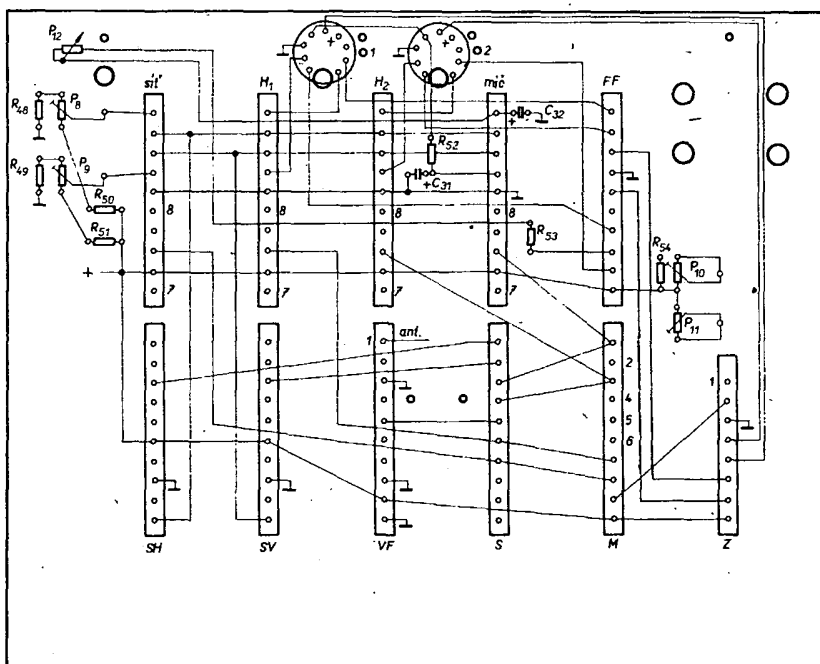 P12
+ 1
+ 2
síť
H1
H2
mič
FF
R48
P8
C32
R52
R49
P9
+ C31
R50
8
8
8
8
R51
R53
R54
P10
+
7
7
7
7
P11
1 ant.
2
1
4
5
6
SH
SV
VF
S
M
Z